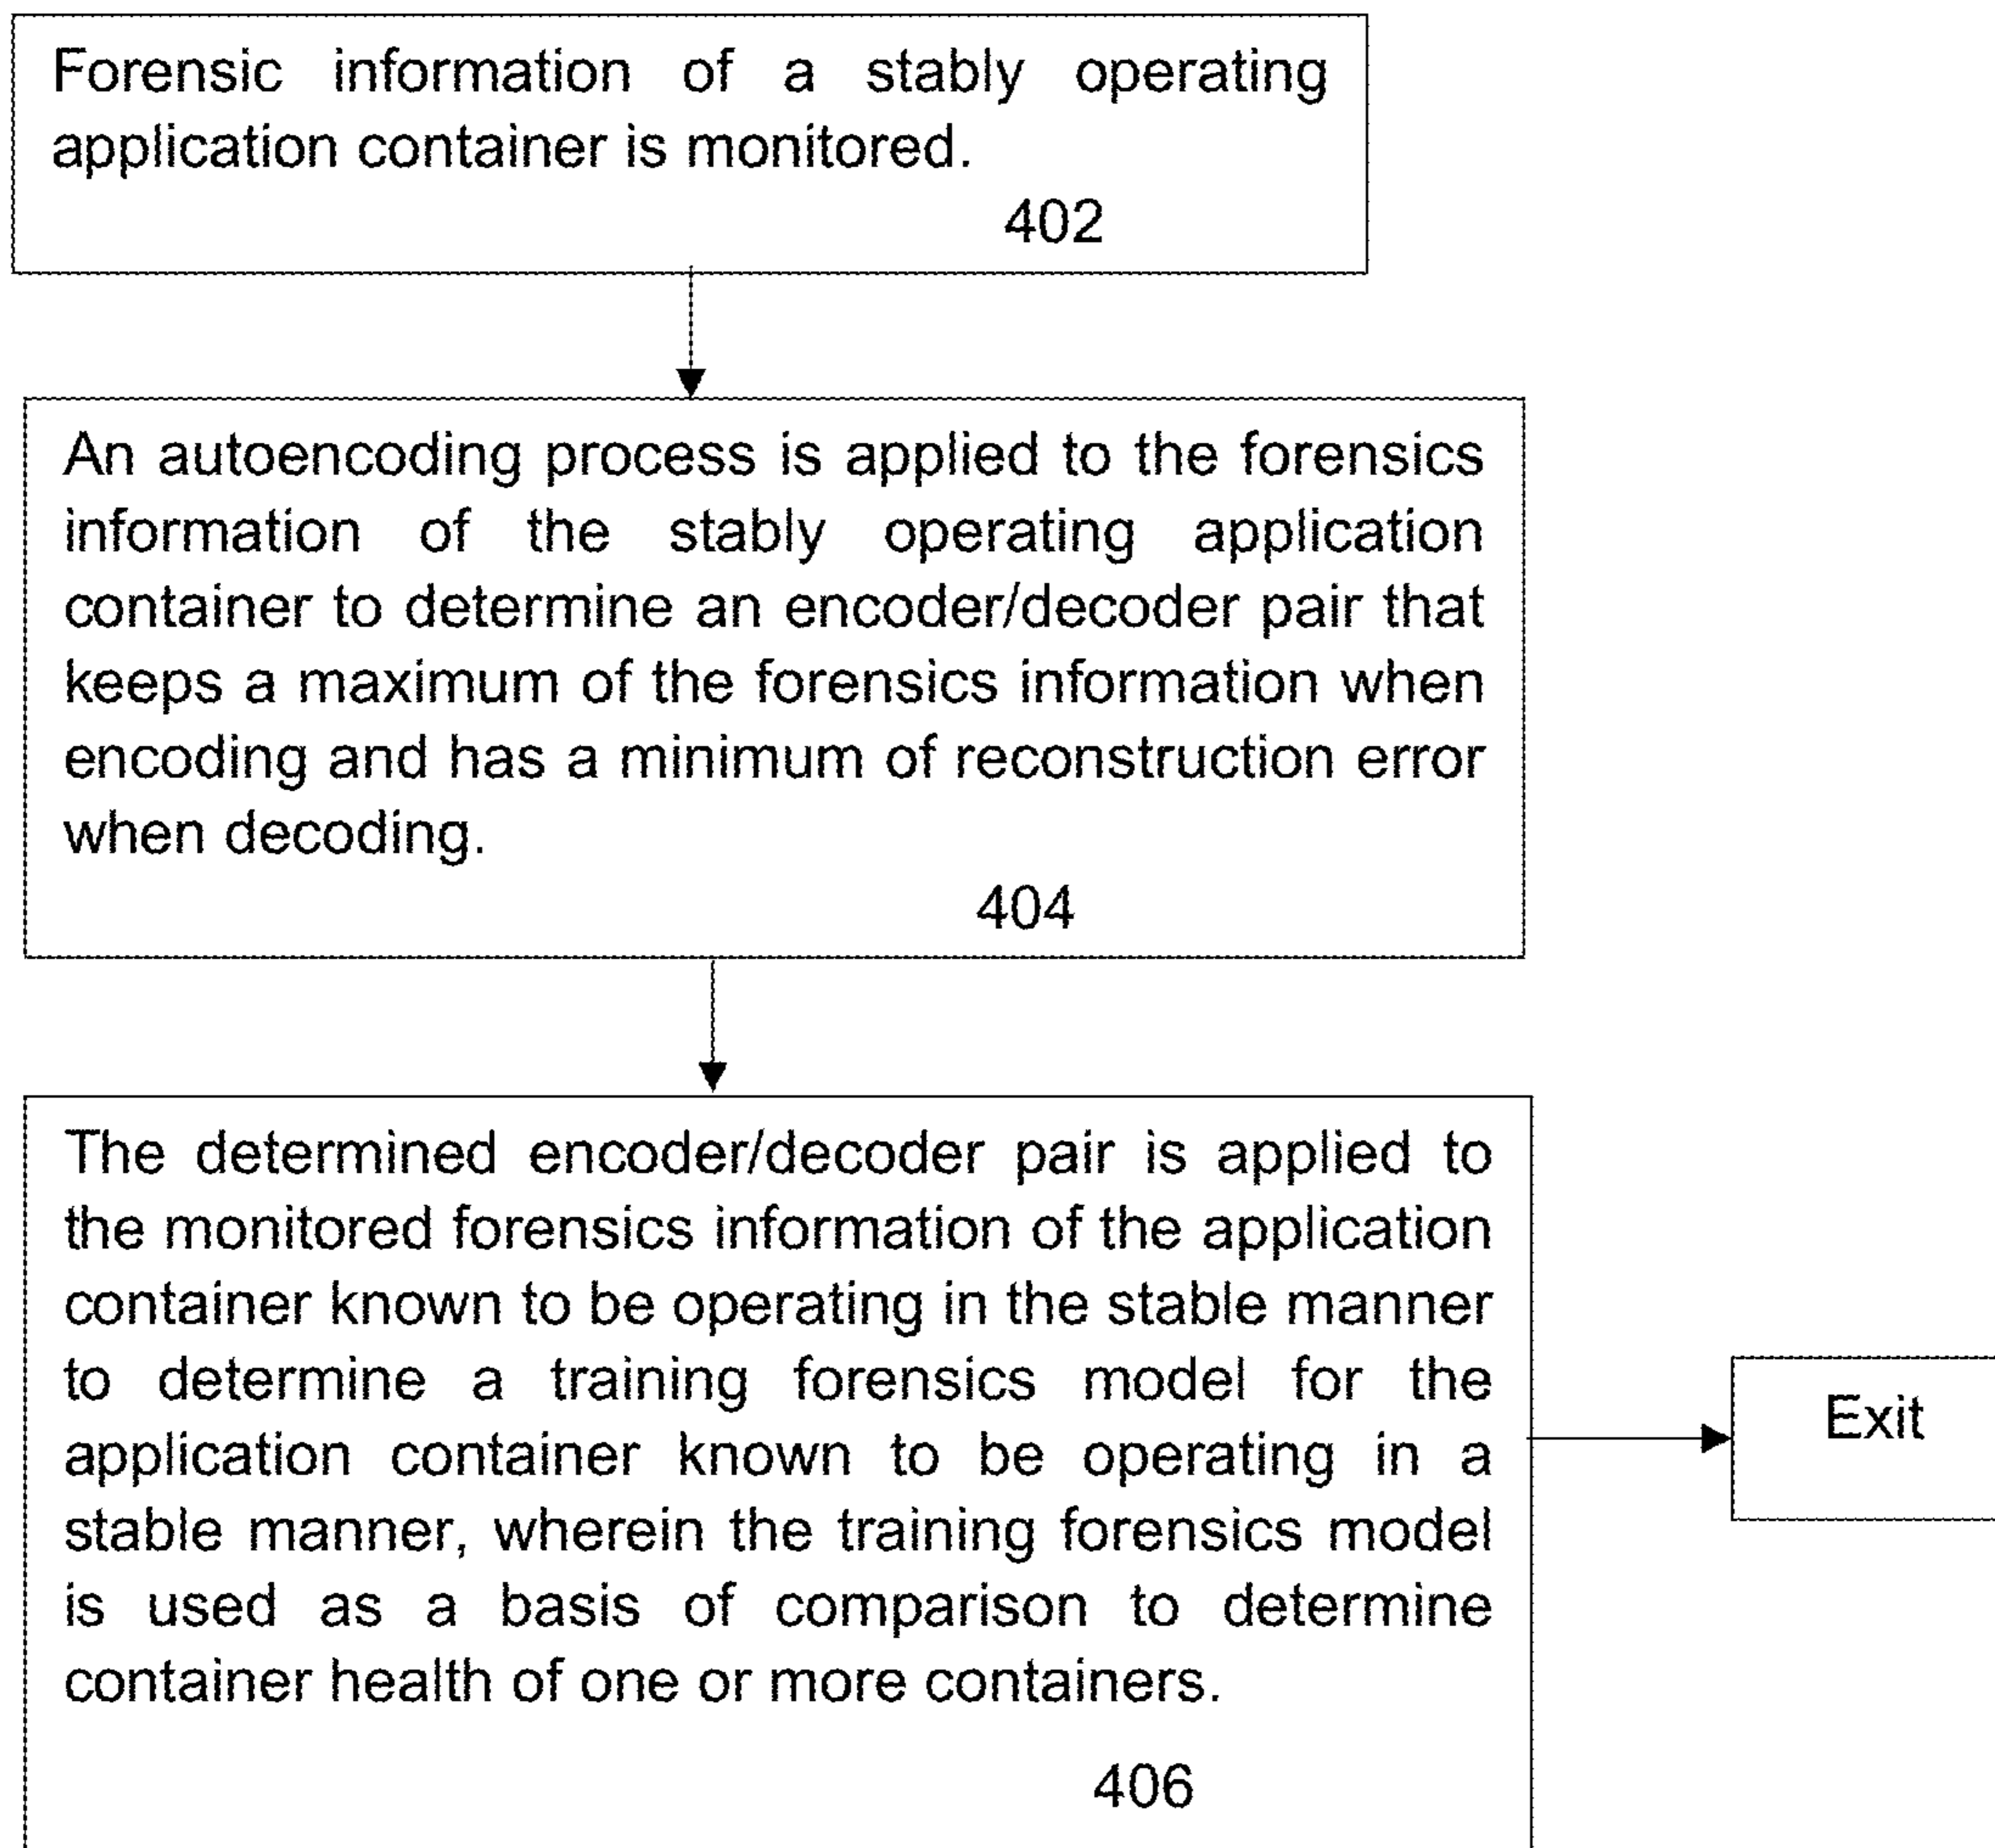 Forensic information of a stably operating
application container is monitored.
402
An autoencoding process is applied to the forensics
information of the stably operating application
container to determine an encoder/decoder pair that
keeps a maximum of the forensics information when
encoding and has a minimum of reconstruction error
when decoding.
404
The determined encoder/decoder pair is applied to
the monitored forensics information of the application
container known to be operating in the stable manner
to determine a training forensics model for the
application container known to be operating in a
stable manner, wherein the training forensics model
is used as a basis of comparison to determine
container health of one or more containers.
406
Exit